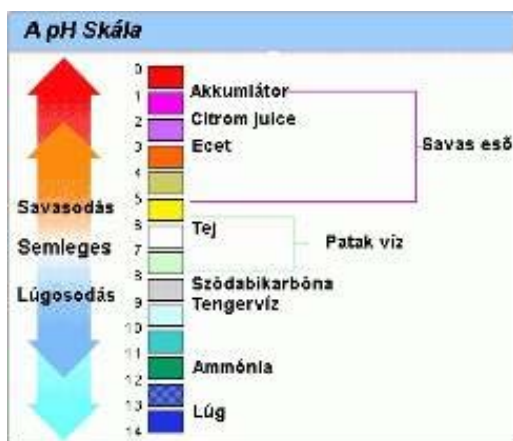 A pH Skála
0
1
Akkumlátor
2
Citrom juice
3
Ecet
Savas eső
4
5
Savasodás
6
Tej
Semleges
7
Patak víz
8
Lúgosodás
Szódabikarbóna
9
Tengervíz
10
11
Ammónia
12
13
Lúg
14